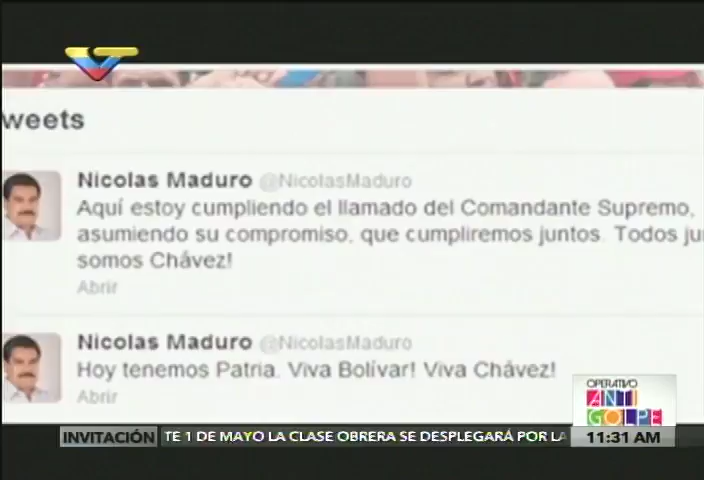 weets
Nicolas Maduro @NicolasMaduro
Aquí estoy cumpliendo el llamado del Comandante Supremo,
asumiendo su compromiso, que cumpliremos juntos. Todos ju
somos Chávez!
Abrir
Nicolas Maduro @NicolasMaduro
Hoy tenemos Patria. Viva Bolívar! Viva Chávez!
Abrir
OPERATIVO
ANTI
GOLPE
INVITACIÓN TE 1 DE MAYO LA CLASE OBRERA SE DESPLEGARÁ POR LA
11:31 AM